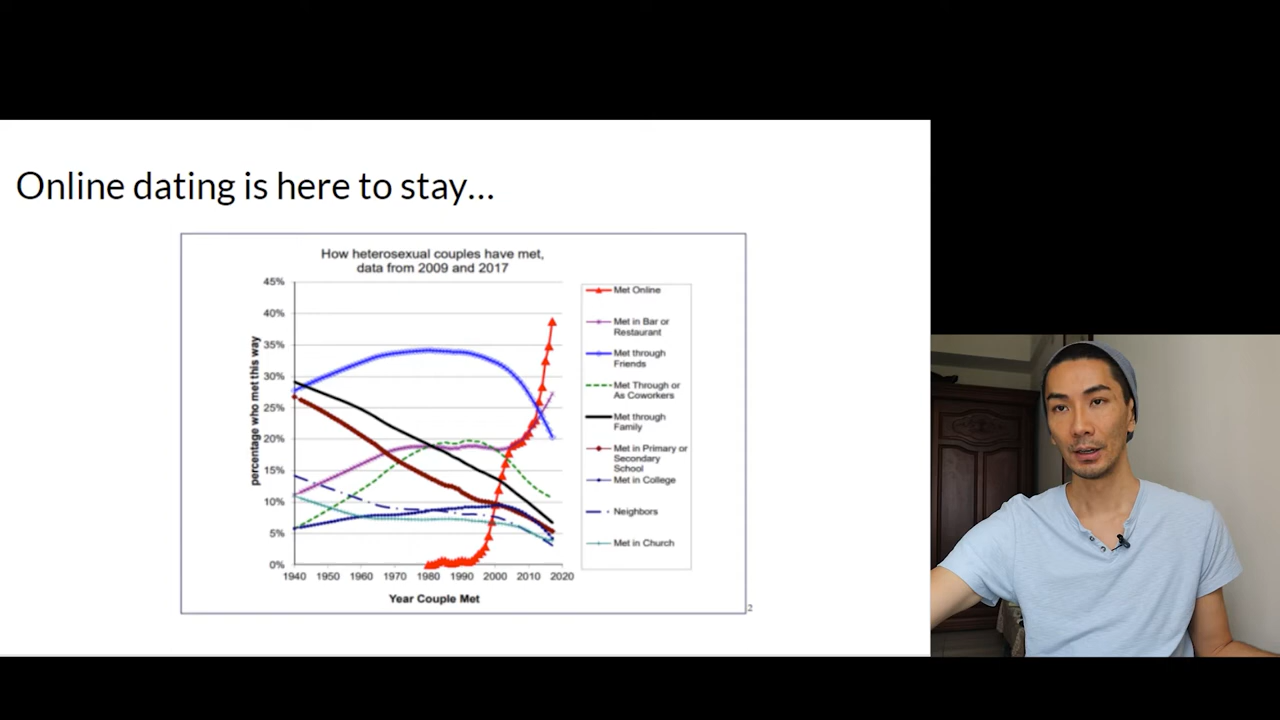 Online dating is here to stay...
How heterosexual couples have met,
data from 2009 and 2017
45%
40%
35%
30%
25%
20%
15%
10%
5%
0%
percentage who met this way
1940 1950 1960 1970 1980 1990 2000 2010 2020
Year Couple Met
Met Online
Met in Bar or
Restaurant
Met through
Friends
Met Through or
As Coworkers
Met through
Family
Met in Primary or
Secondary
School
Met in College
Neighbors
Met in Church
2